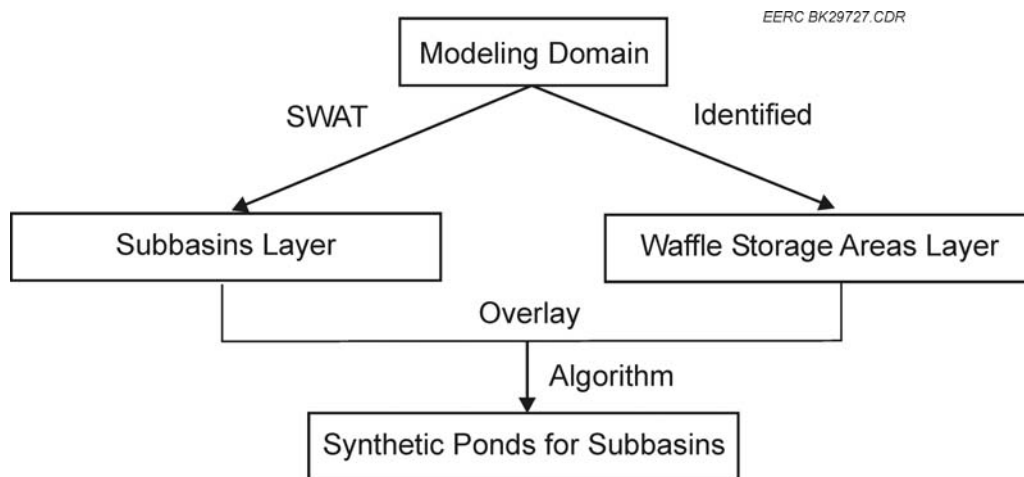 EERC BK29727.CDR
Modeling Domain
SWAT
Identified
Subbasins Layer
Waffle Storage Areas Layer
Overlay
Algorithm
Synthetic Ponds for Subbasins